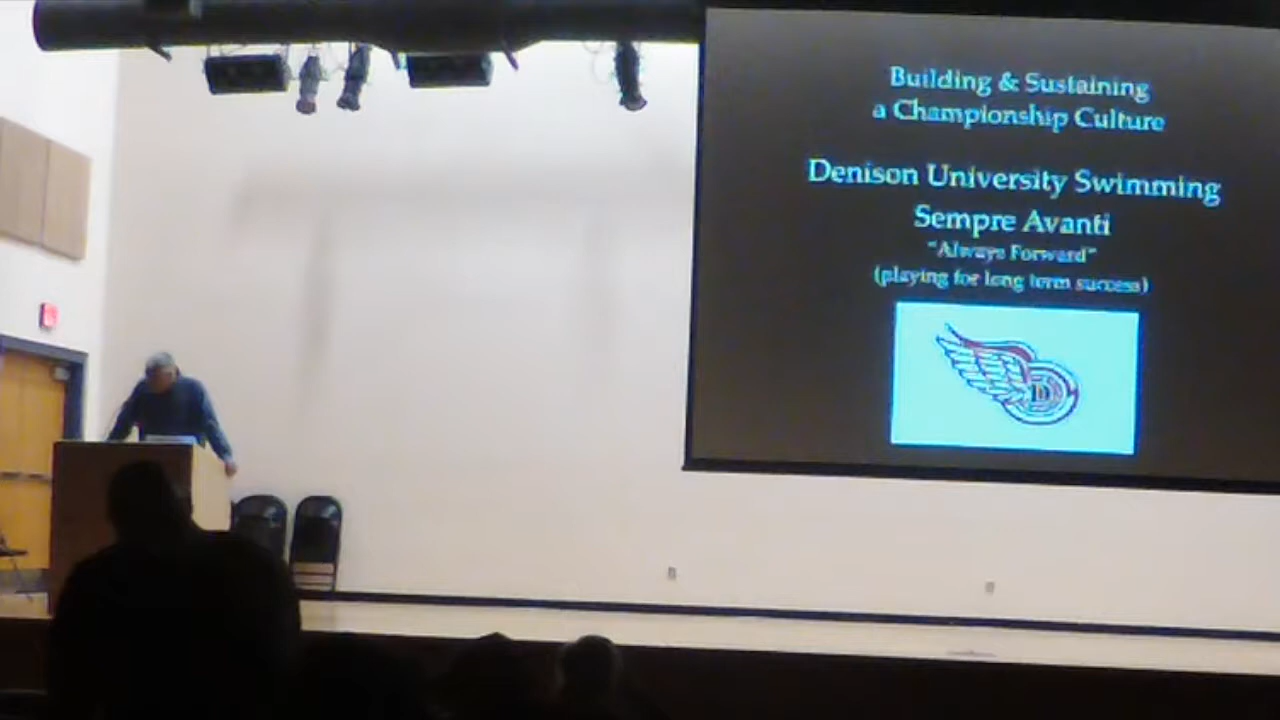 Building & Sustaining
a Championship Culture
Denison University Swimming
Sempre Avanti
"Always Forward"
(playing for long term success)
D